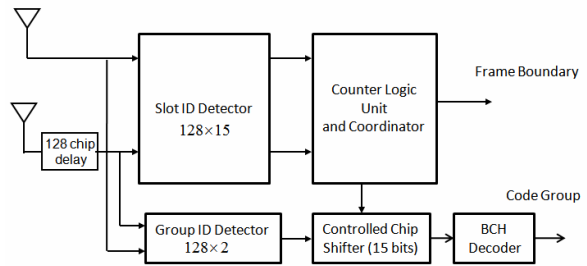 Slot ID Detector
128×15
Counter Logic
Unit
and Coordinator
Frame Boundary
128 chip
delay
Group ID Detector
128×2
Controlled Chip
Shifter (15 bits)
BCH
Decoder
Code Group